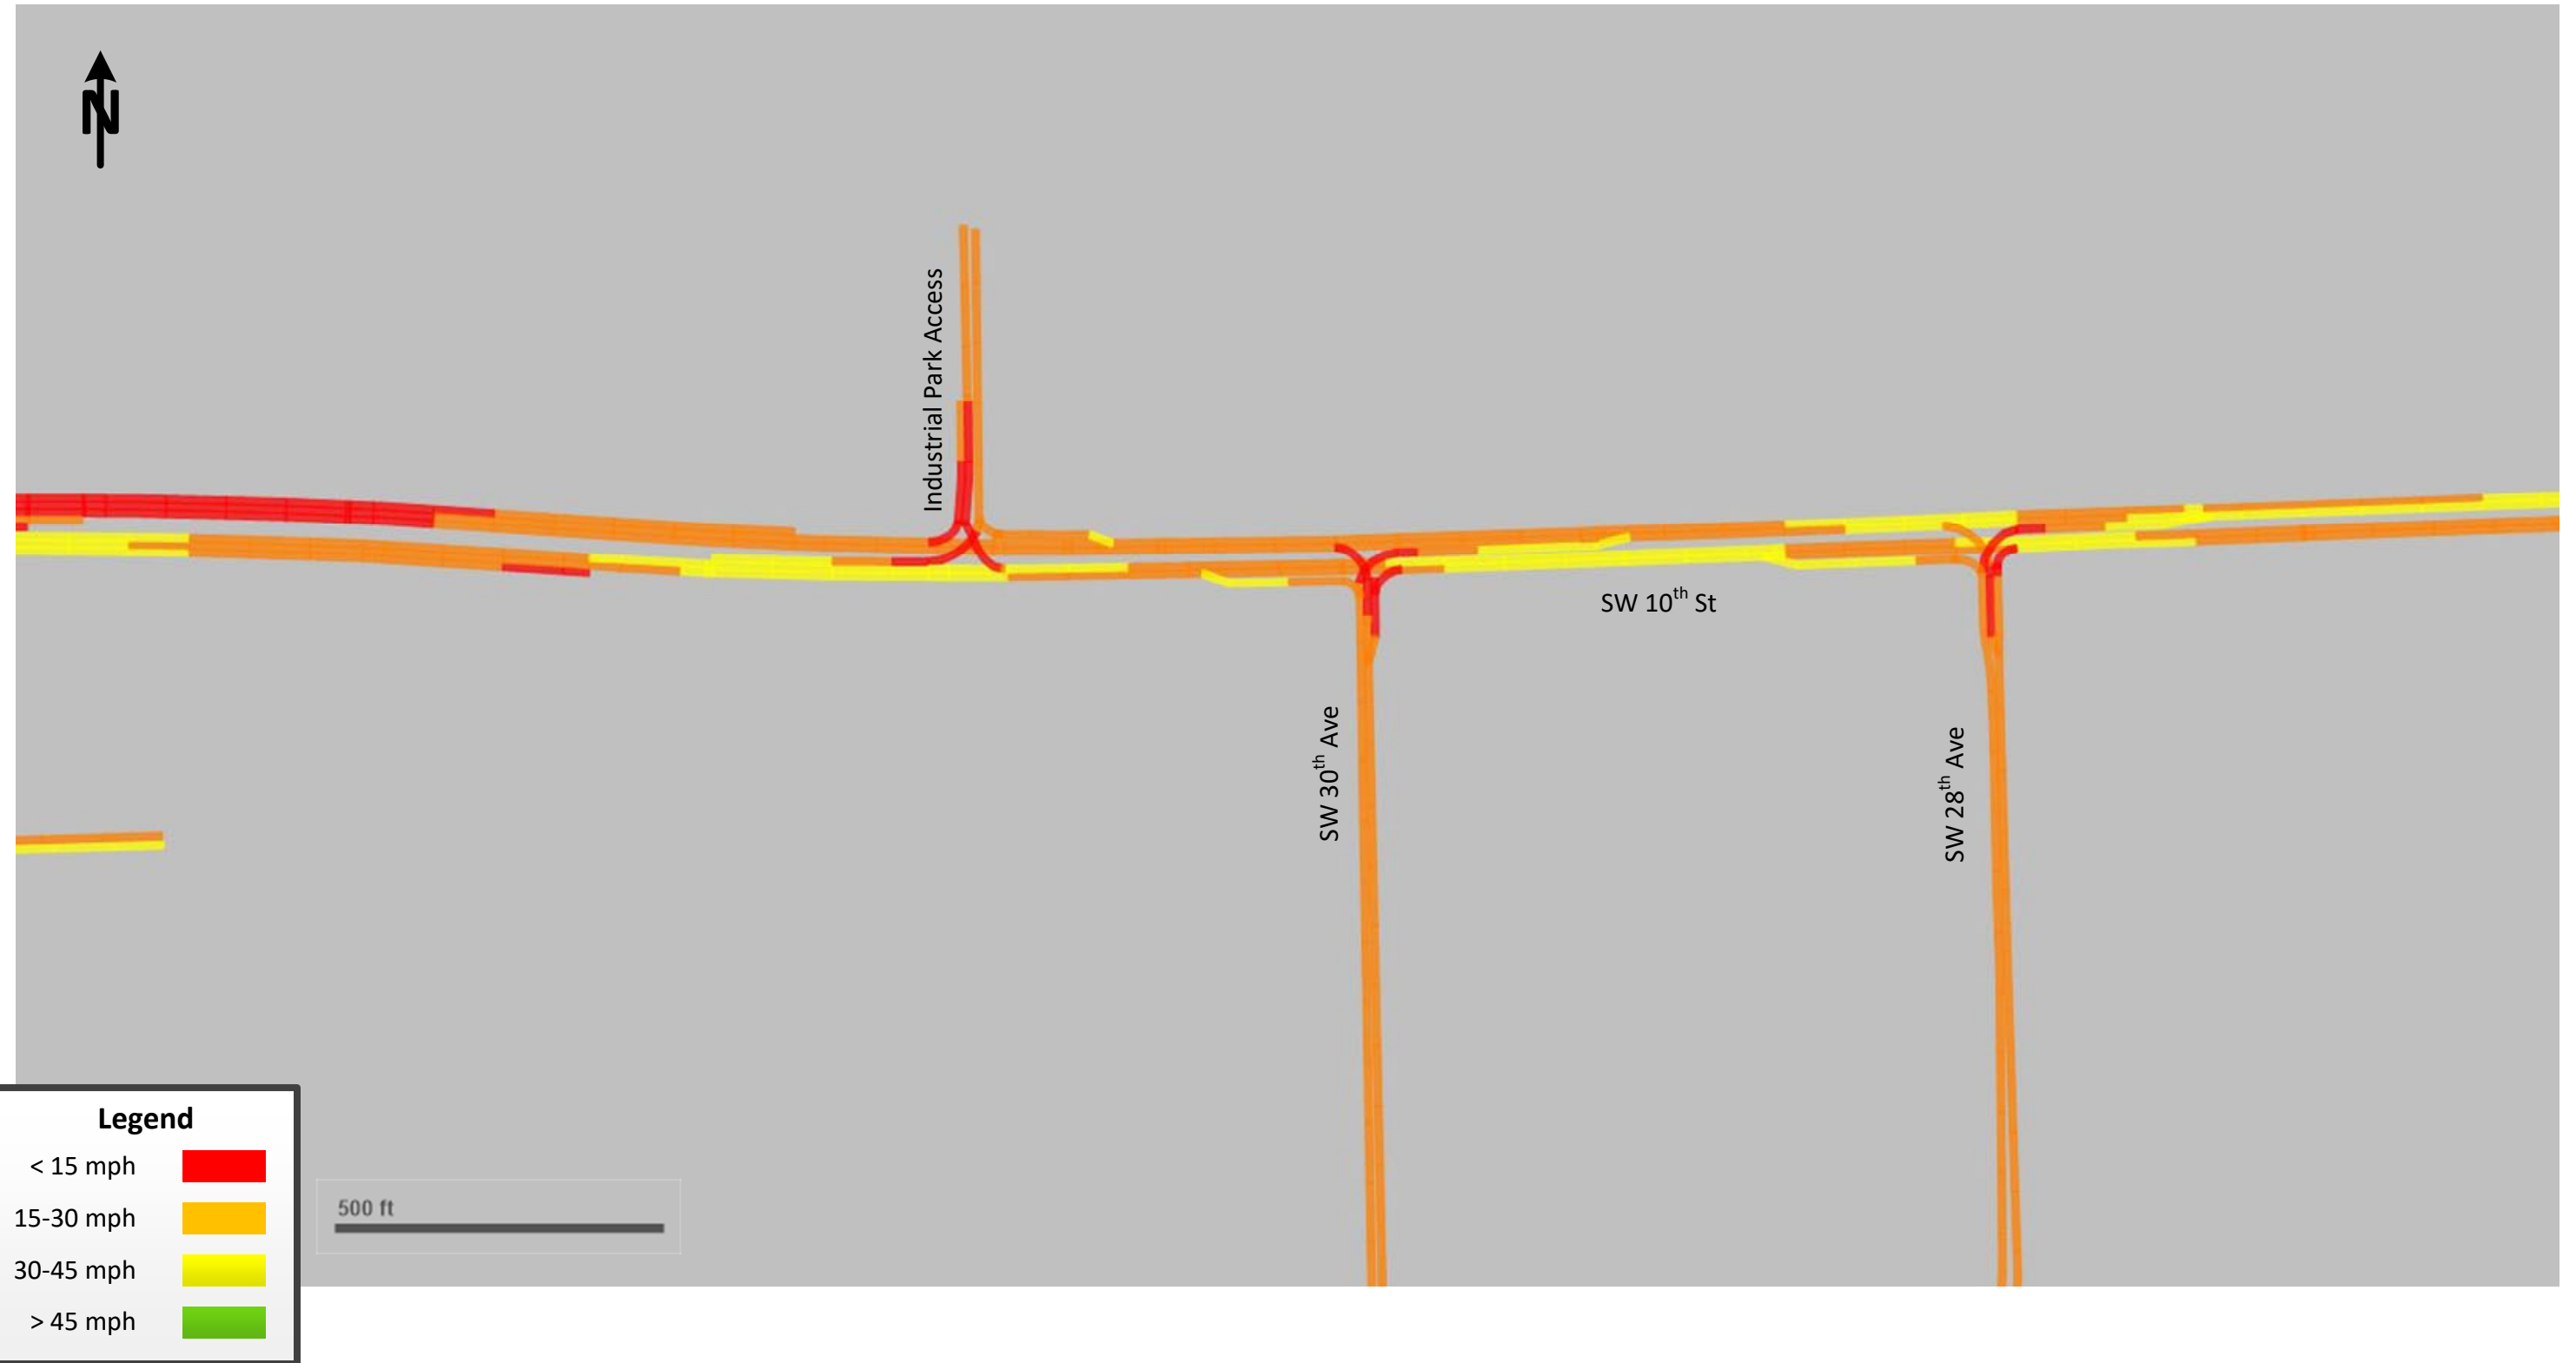 N
Industrial Park Access
SW 10th St
SW 30th Ave
SW 28th Ave
Legend
< 15 mph
15-30 mph
30-45 mph
> 45 mph
500 ft